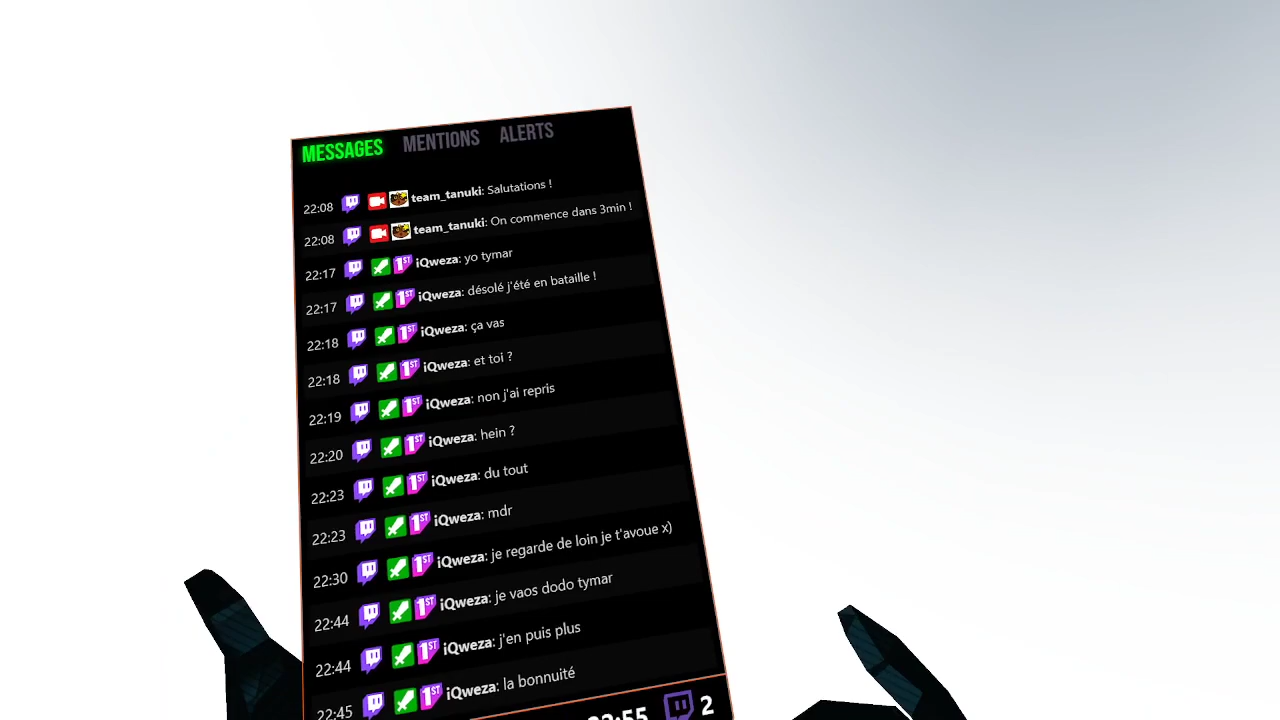 MESSAGES MENTIONS ALERTS
22:08 team_tanuki: Salutations !
22:08 team_tanuki: On commence dans 3min !
22:17 1ST iQweza: yo tymar
22:17 1ST iQweza: désolé j'été en bataille !
22:18 1ST iQweza: ça vas
22:18 1ST iQweza: et toi ?
22:19 1ST iQweza: non j'ai repris
22:20 1ST iQweza: hein ?
22:23 1ST iQweza: du tout
22:23 1ST iQweza: mdr
22:30 1ST iQweza: je regarde de loin je t'avoue x)
22:44 1ST iQweza: je vaos dodo tymar
22:44 1ST iQweza: j'en puis plus
22:45 1ST iQweza: la bonnuité
2